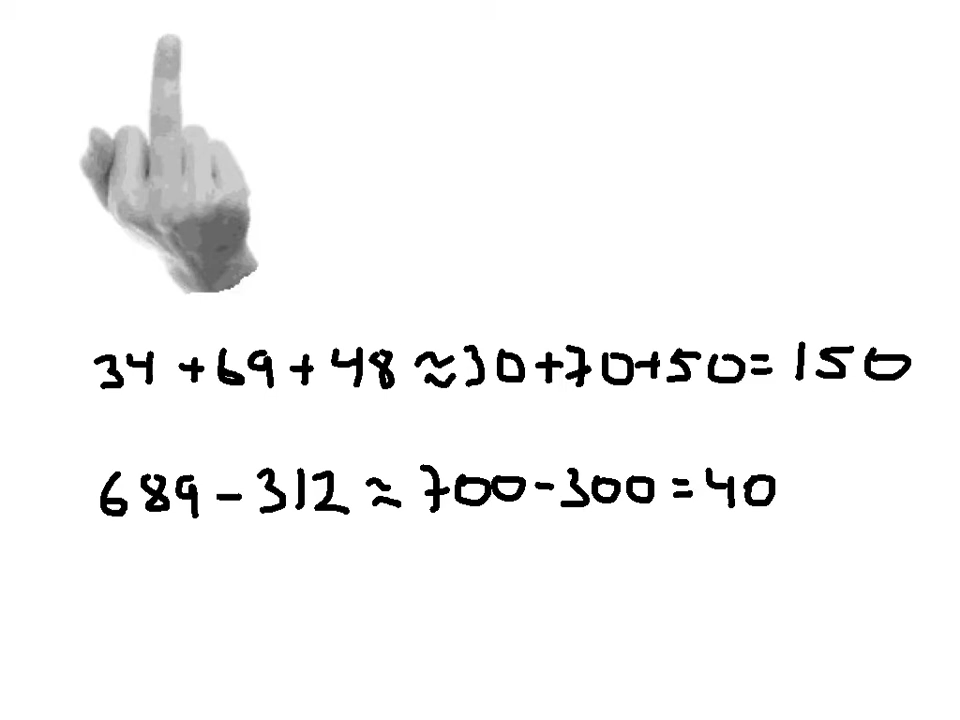 34 + 69 + 48 ≈ 30 + 70 + 50 = 150
689 - 312 ≈ 700 - 300 = 40